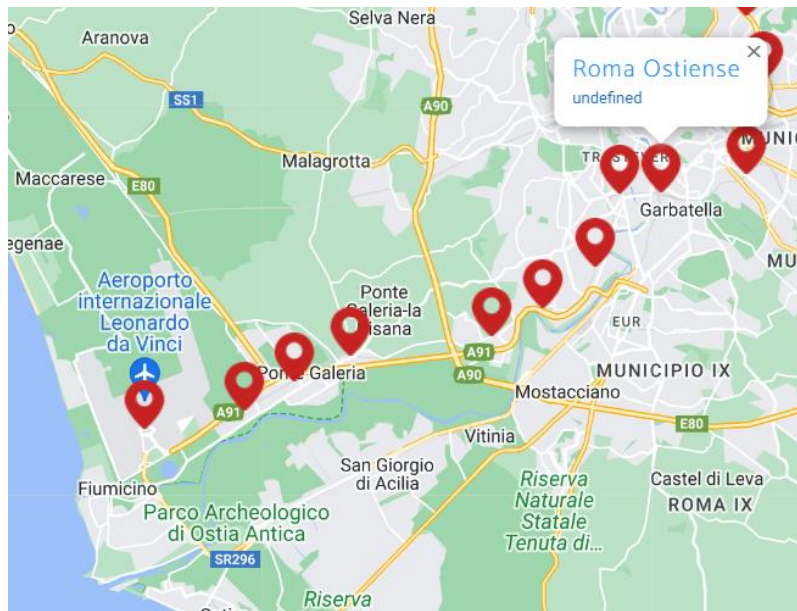 Selva Nera
Aranova
SS1
A90
Malagrotta
Maccarese
E80
egenae
Roma Ostiense
undefined
Garbatella
Aeroporto
internazionale
Leonardo
da Vinci
Ponte
Galeria-la
isana
EUR
A91
A90
Ponte Galeria
MUNICIPIO IX
A91
Mostacciano
E80
Vitinia
Fiumicino
San Giorgio
di Acilia
Parco Archeologico
di Ostia Antica
Riserva
Naturale
Statale
Tenuta di...
Castel di Leva
ROMA IX
SR296
Riserva